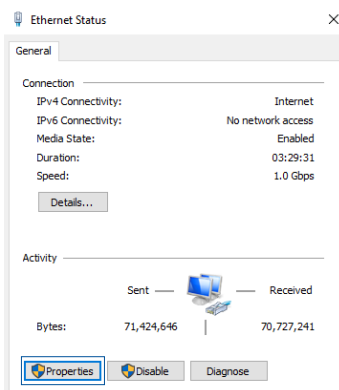 Ethernet Status
General
Connection
IPv4 Connectivity: Internet
IPv6 Connectivity: No network access
Media State: Enabled
Duration: 03:29:31
Speed: 1.0 Gbps
Details...
Activity
Sent Received
Bytes: 71,424,646 70,727,241
Properties Disable Diagnose